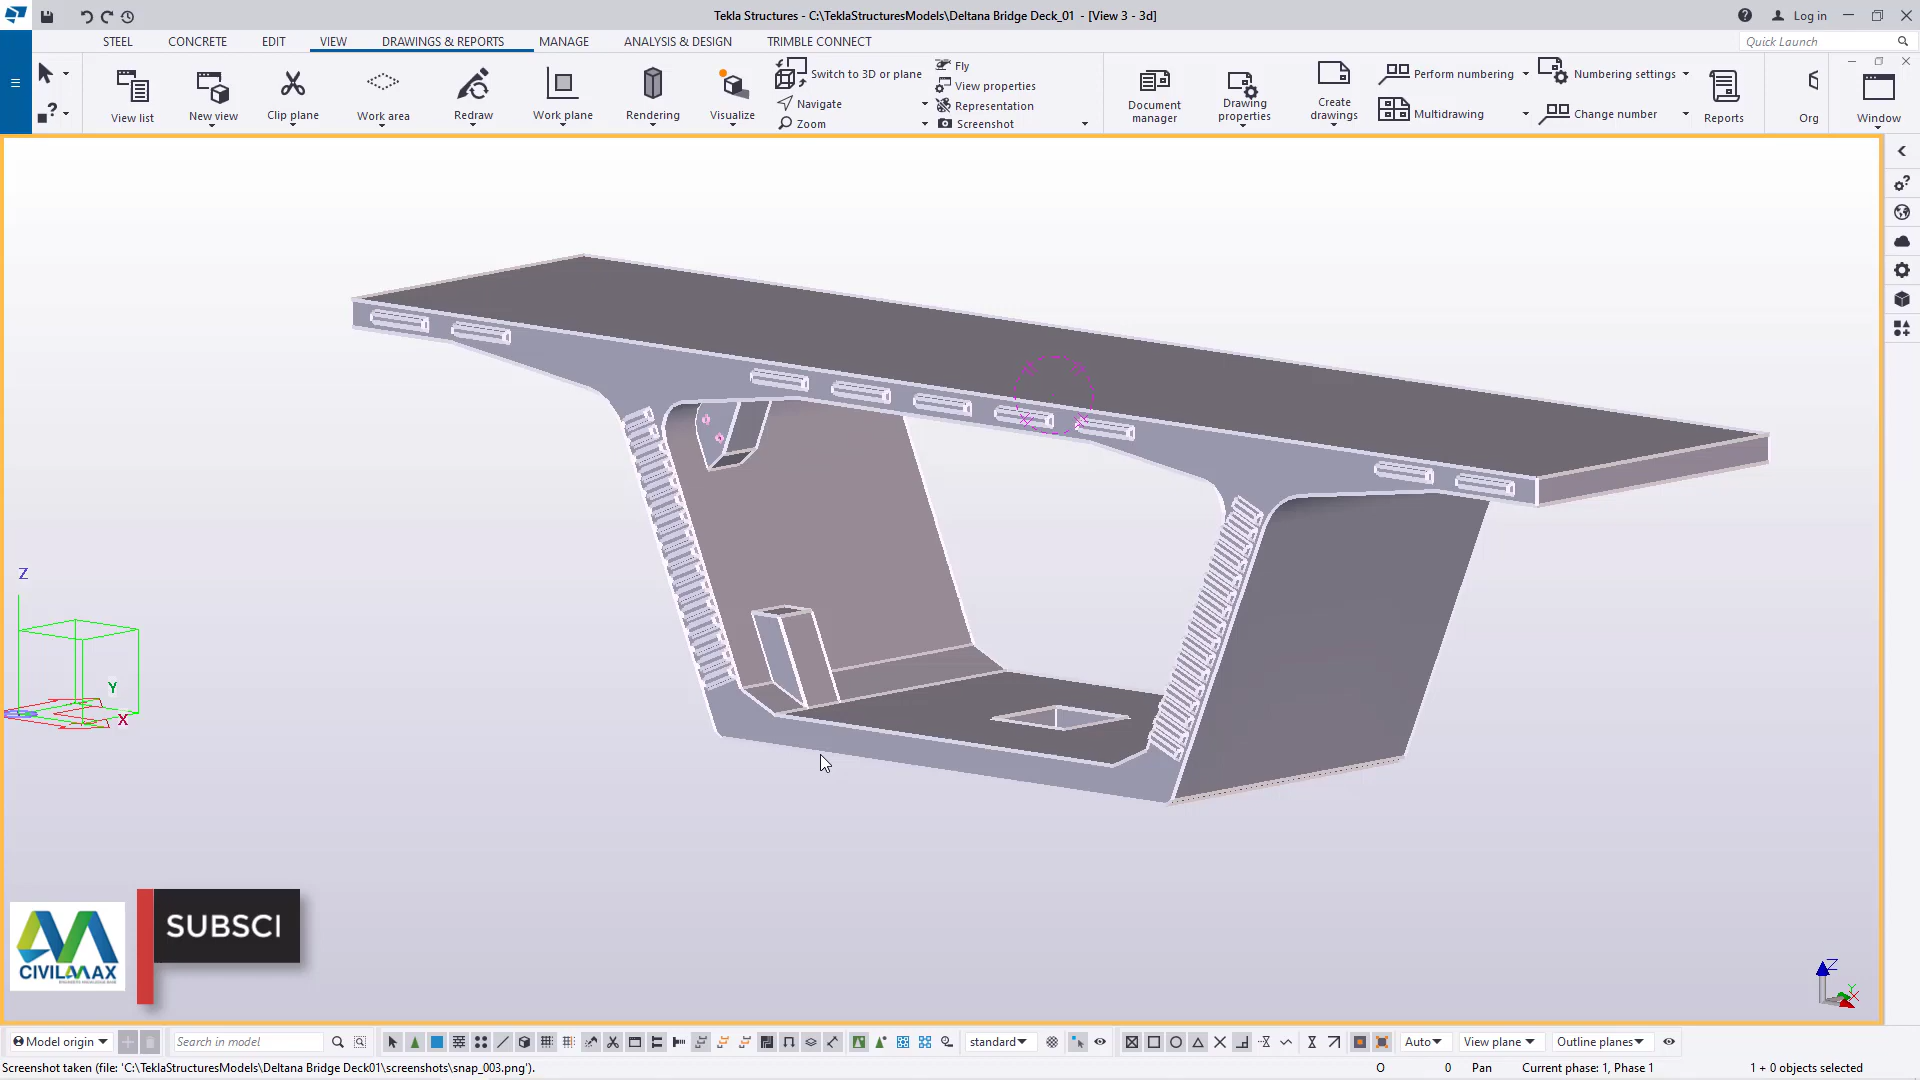 Tekla Structures - C:\TeklaStructuresModels\Deltana Bridge Deck_01 - [View 3 - 3d]
Log in
STEEL CONCRETE EDIT VIEW DRAWINGS & REPORTS MANAGE ANALYSIS & DESIGN TRIMBLE CONNECT
Quick Launch
View list
New view
Clip plane
Work area
Redraw
Work plane
Rendering
Visualize
Switch to 3D or plane
Navigate
Zoom
Fly
View properties
Representation
Screenshot
Document manager
Drawing properties
Create drawings
Perform numbering
Multidrawing
Numbering settings
Change number
Reports
Org
Window
Z
Y
X
SUBSCI
CIVILMAX
Z
Y
X
Model origin
Search in model
standard
Auto
View plane
Outline planes
Screenshot taken (file: 'C:\TeklaStructuresModels\Deltana Bridge Deck01\screenshots\snap_003.png').
O 0 Pan Current phase: 1, Phase 1 1 + 0 objects selected